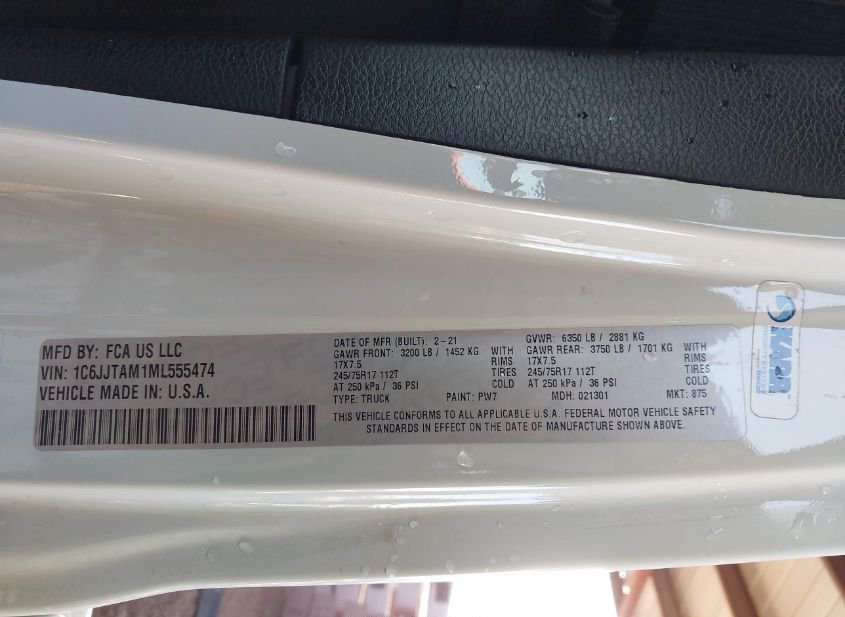 MFD BY: FCA US LLC
VIN: 1C6JJTAM1ML555474
VEHICLE MADE IN: U.S.A.
DATE OF MFR (BUILT): 2-21
GAWR FRONT: 3200 LB / 1452 KG WITH
17X7.5 RIMS
245/75R17 112T TIRES
AT 250 kPa / 36 PSI COLD
TYPE: TRUCK PAINT: PW7
GVWR: 6350 LB / 2881 KG
GAWR REAR: 3750 LB / 1701 KG WITH
17X7.5 RIMS
245/75R17 112T TIRES
AT 250 kPa / 36 PSI COLD
MDH: 021301 MKT: 875
THIS VEHICLE CONFORMS TO ALL APPLICABLE U.S.A. FEDERAL MOTOR VEHICLE SAFETY
STANDARDS IN EFFECT ON THE DATE OF MANUFACTURE SHOWN ABOVE.
KARR